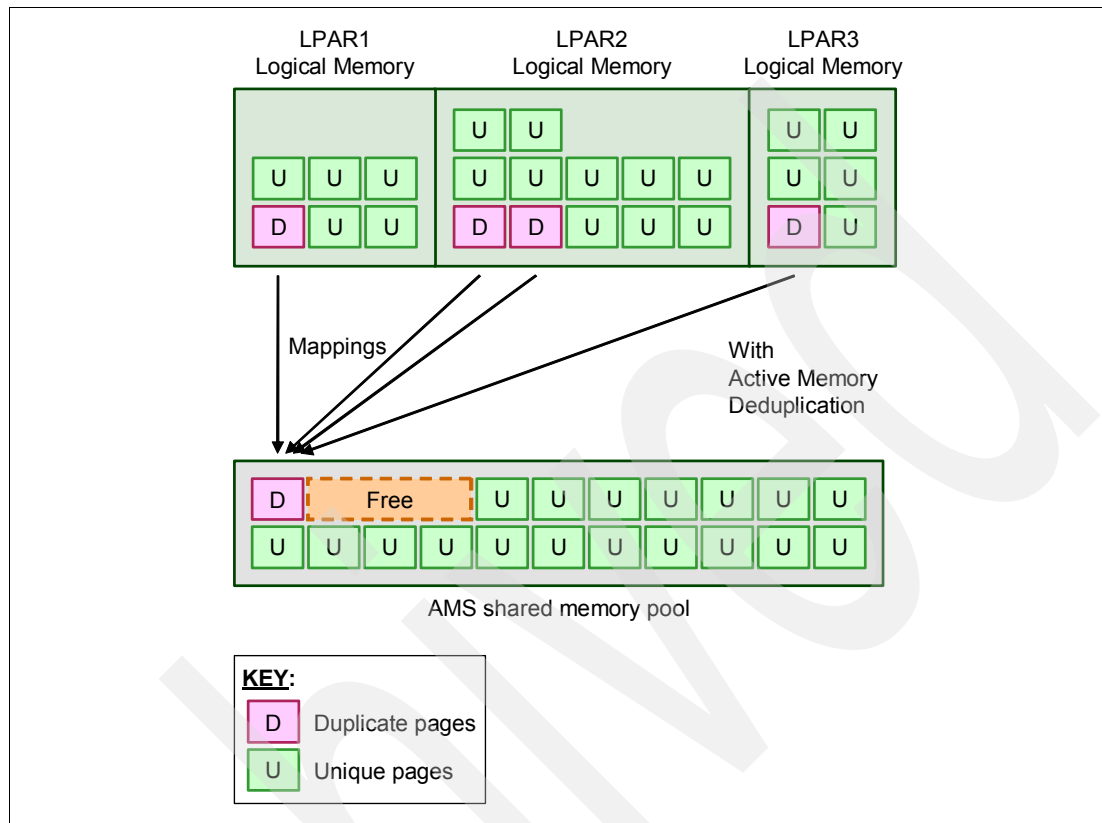 LPAR1 LPAR2 LPAR3
Logical Memory Logical Memory Logical Memory
U U U U
U U U U U U U U U U
D U U D D U U U D U
Mappings
With
Active Memory
Deduplication
D Free U U U U U U U
U U U U U U U U U U U
AMS shared memory pool
KEY:
D Duplicate pages
U Unique pages